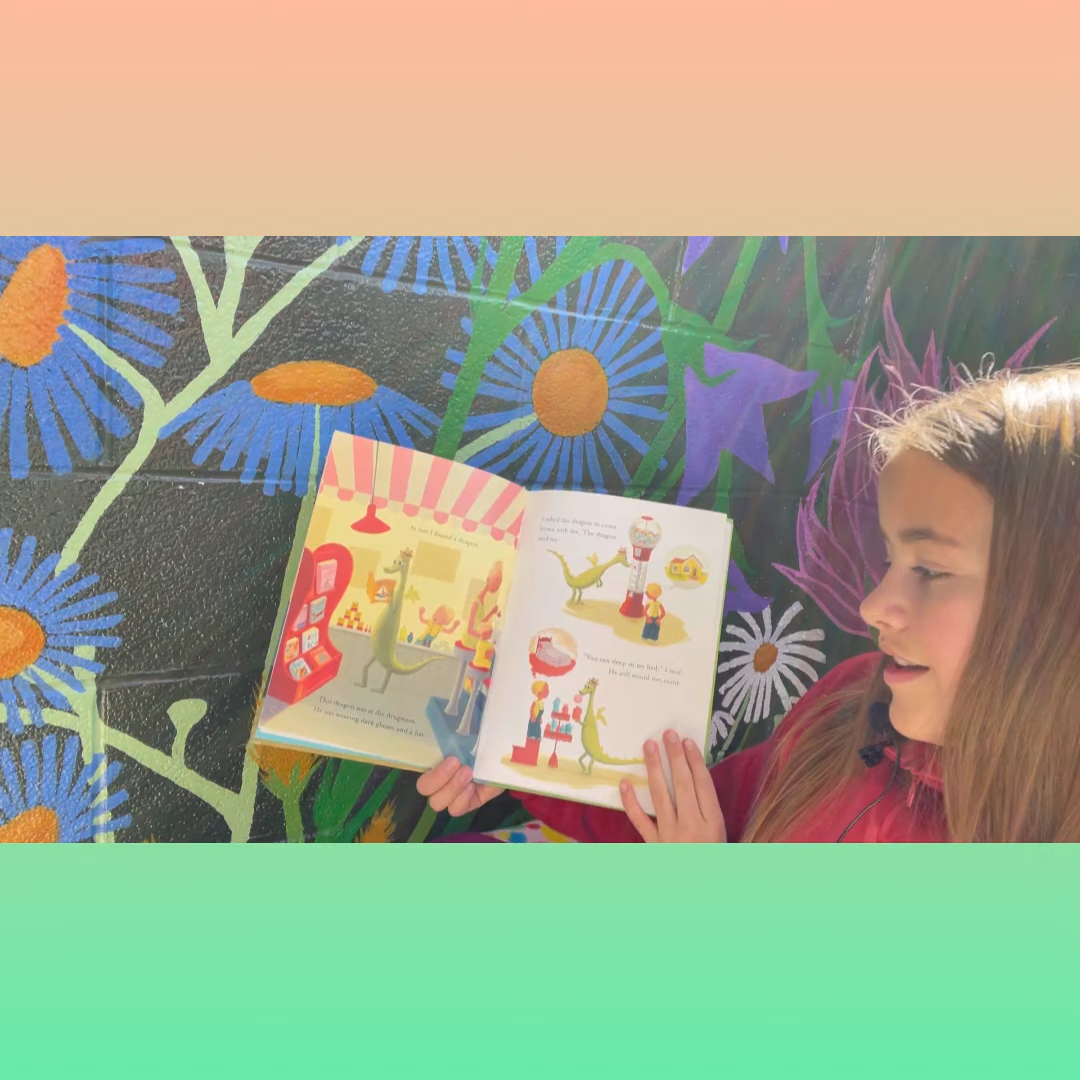 At last I found a dragon.
This dragon was at the drugstore.
He was wearing dark glasses and a hat.
I asked the dragon to come
home with me. The dragon
said no.
"You can sleep in my bed," I said.
He still would not come.